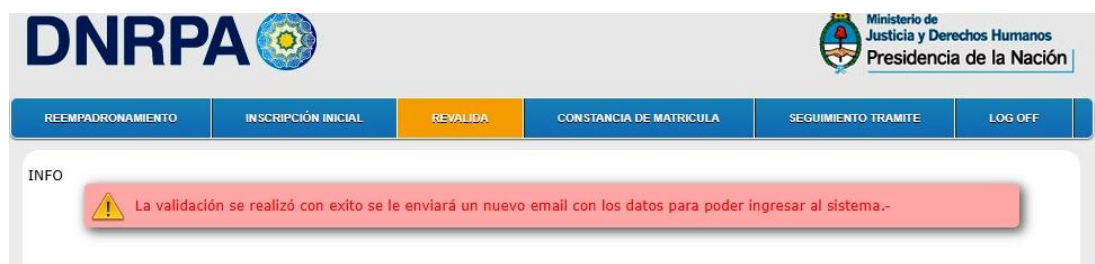 DNRPA
Ministerio de
Justicia y Derechos Humanos
Presidencia de la Nación
REEMPADRONAMIENTO INSCRIPCIÓN INICIAL REVALIDA CONSTANCIA DE MATRICULA SEGUIMIENTO TRAMITE LOG OFF
INFO
La validación se realizó con exito se le enviará un nuevo email con los datos para poder ingresar al sistema.-